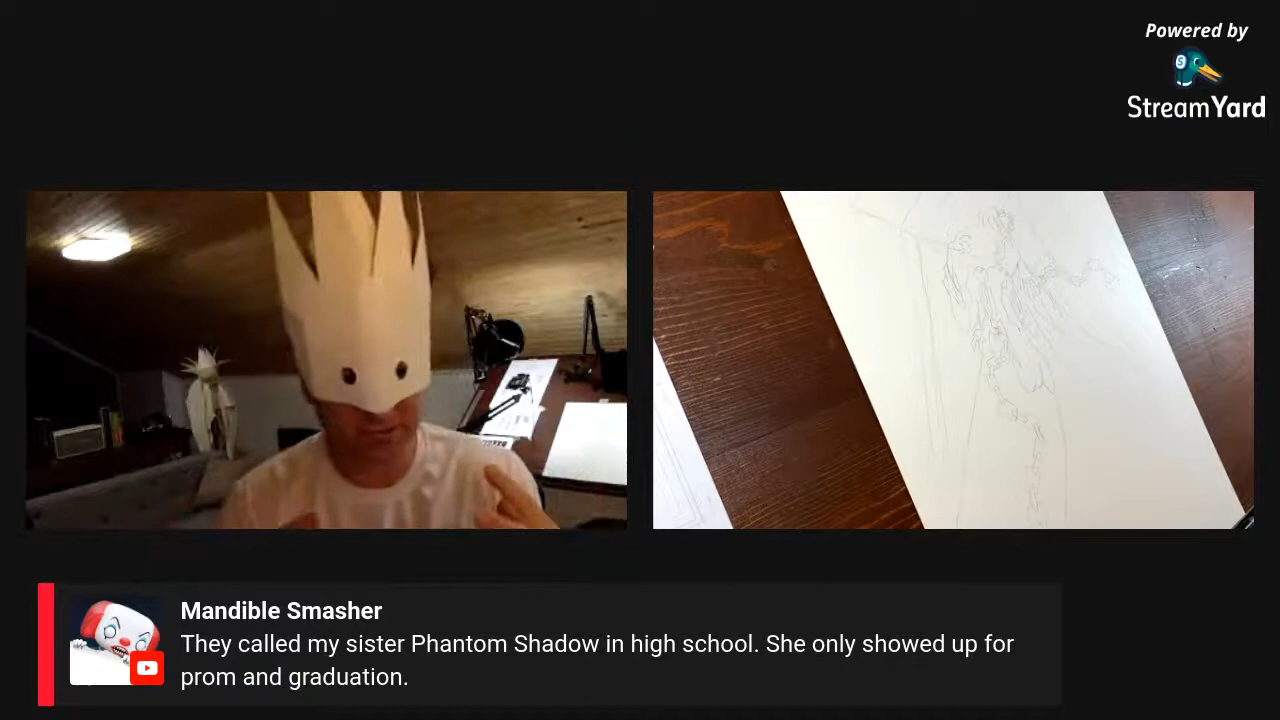 Powered by
StreamYard
Mandible Smasher
They called my sister Phantom Shadow in high school. She only showed up for
prom and graduation.